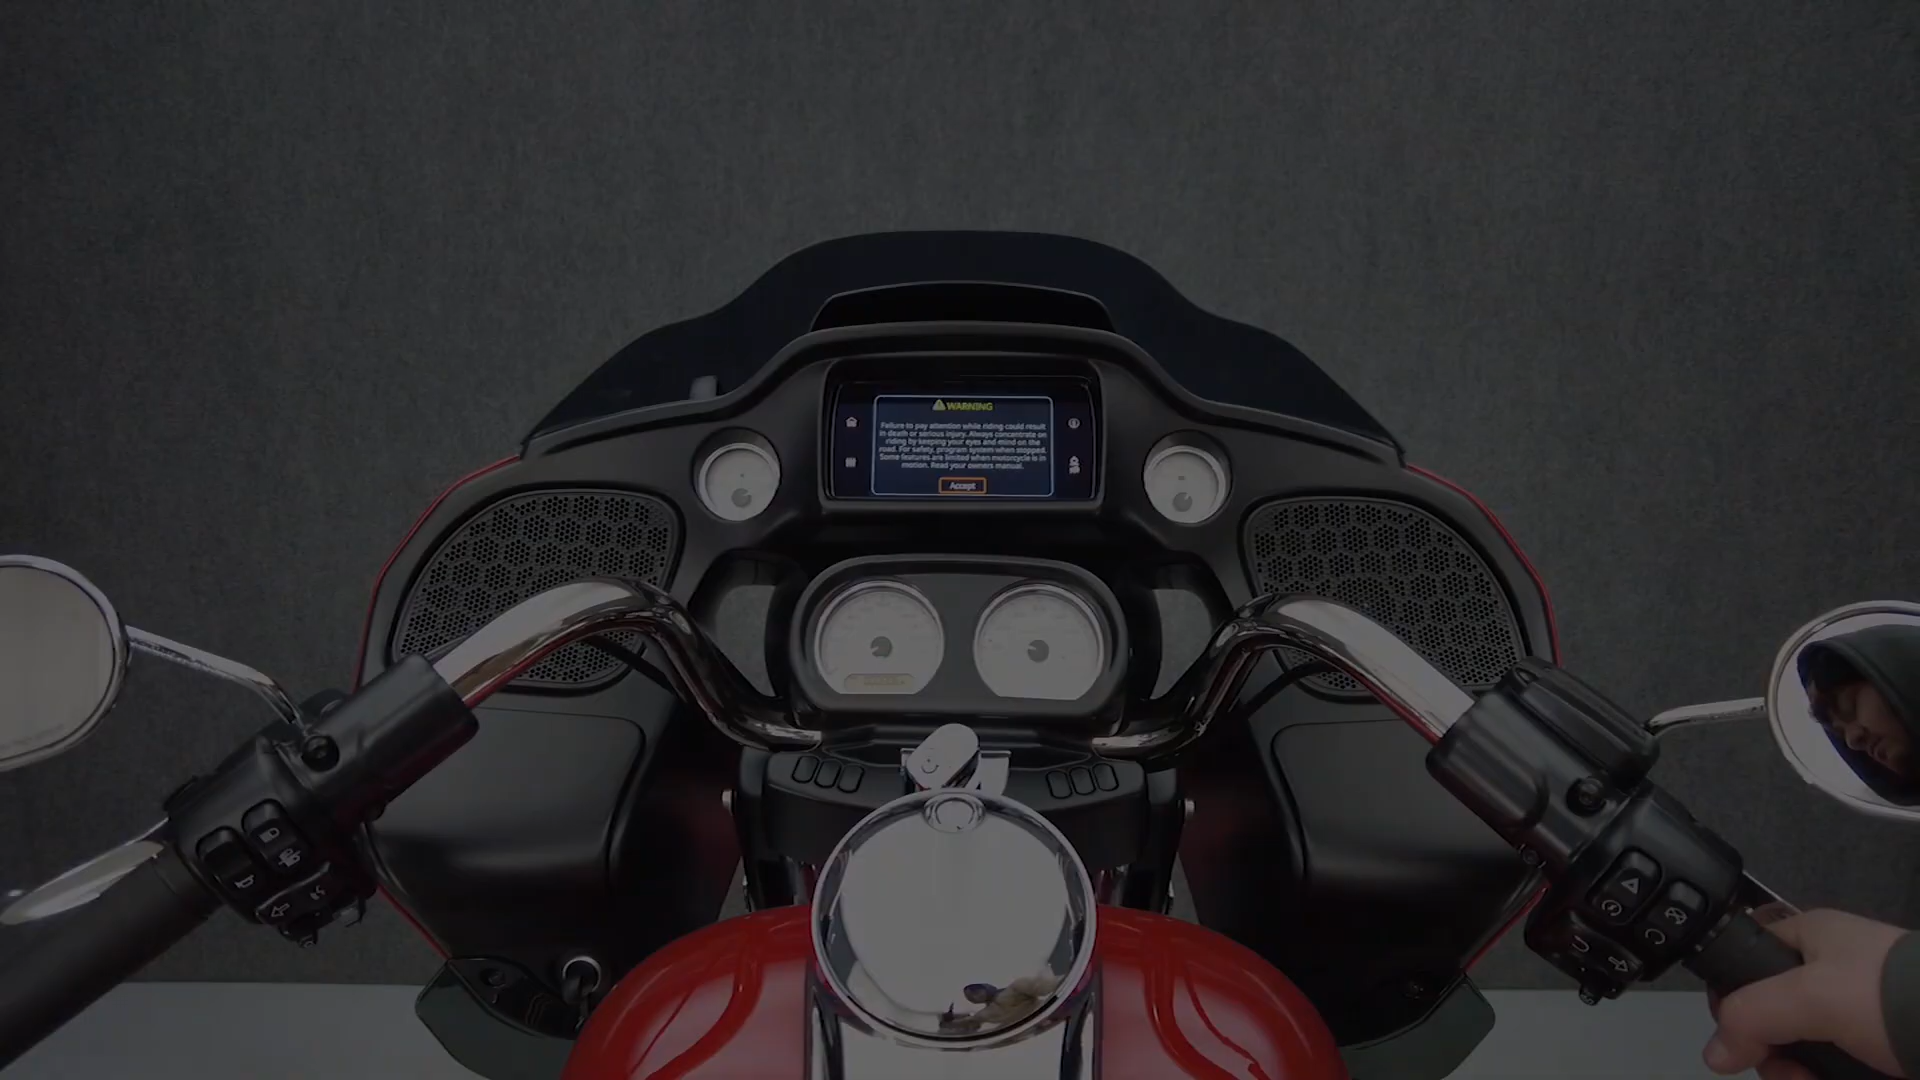 WARNING
Failure to pay attention while riding could result
in death or serious injury. Always concentrate on
riding by keeping your eyes and mind on the
road. For safety, program system when stopped.
Some features are limited when motorcycle is in
motion. Read your owners manual.
Accept